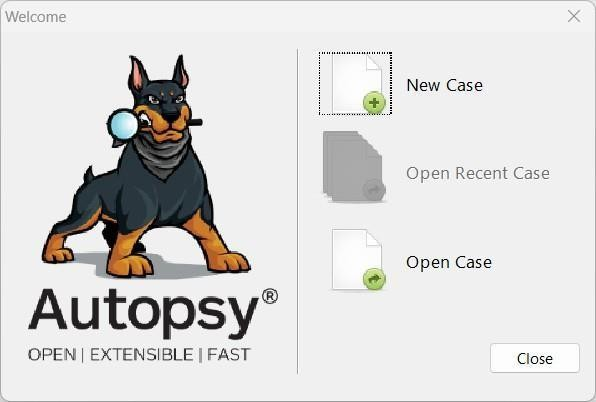 Welcome
New Case
Open Recent Case
Open Case
Autopsy®
OPEN | EXTENSIBLE | FAST
Close